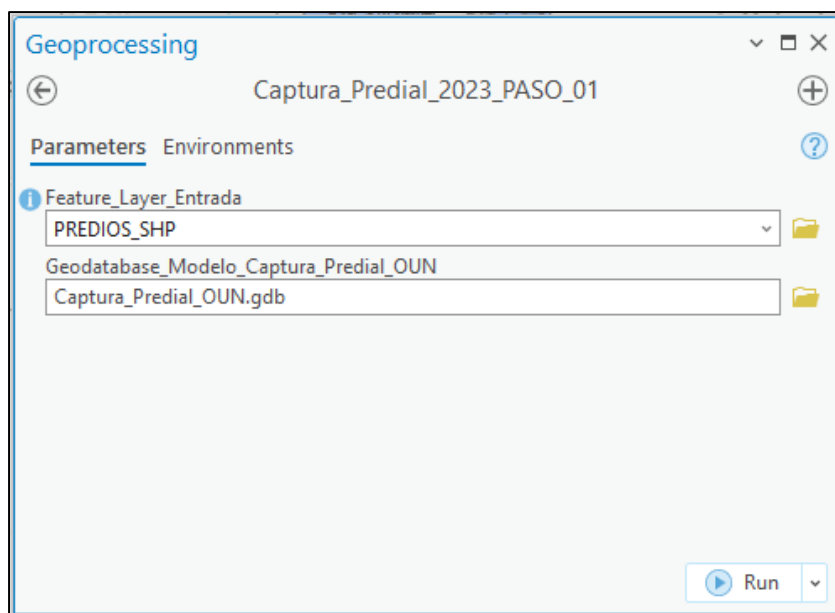 Geoprocessing
Captura_Predial_2023_PASO_01
Parameters Environments
Feature_Layer_Entrada
PREDIOS_SHP
Geodatabase_Modelo_Captura_Predial_OUN
Captura_Predial_OUN.gdb
Run